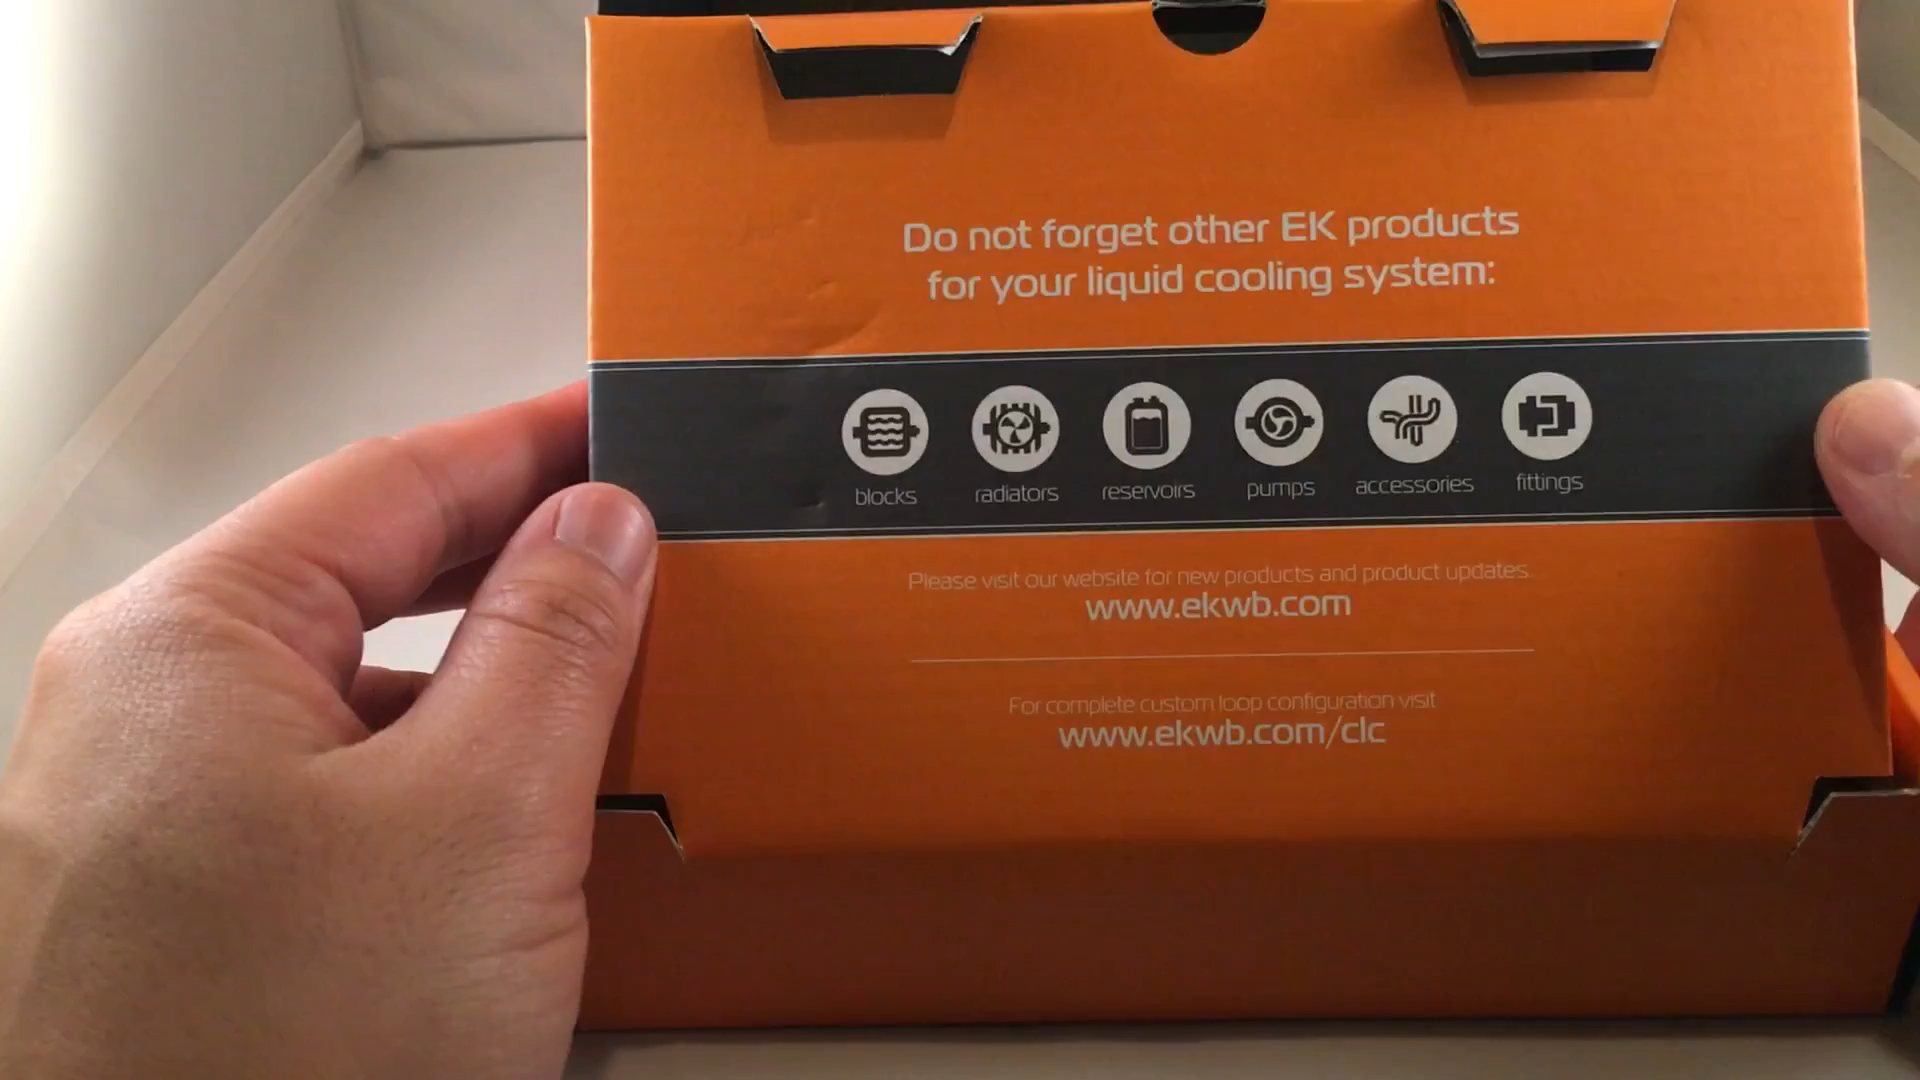 Do not forget other EK products
for your liquid cooling system:
blocks radiators reservoirs pumps accessories fittings
Please visit our website for new products and product updates.
www.ekwb.com
For complete custom loop configuration visit
www.ekwb.com/clc